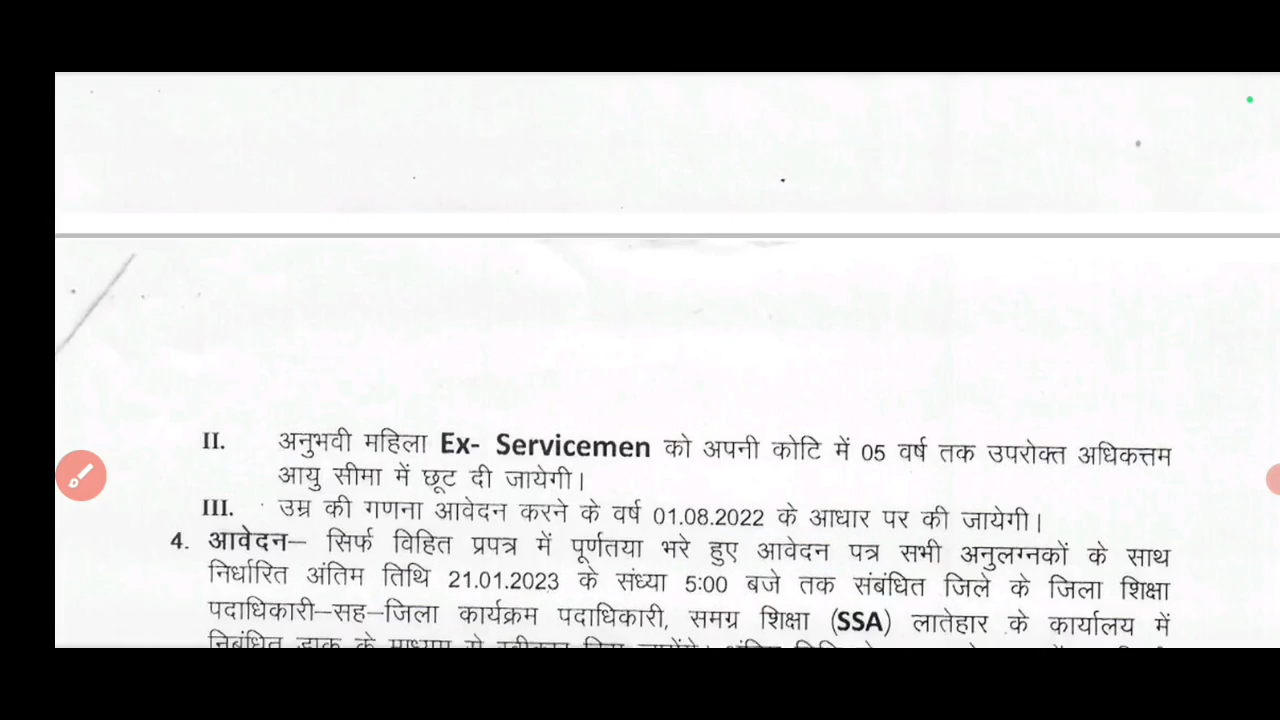 II. अनुभवी महिला Ex- Servicemen को अपनी कोटि में 05 वर्ष तक उपरोक्त अधिकत्तम
आयु सीमा में छूट दी जायेगी।
III. उम्र की गणना आवेदन करने के वर्ष 01.08.2022 के आधार पर की जायेगी।
4. आवेदन– सिर्फ विहित प्रपत्र में पूर्णतया भरे हुए आवेदन पत्र सभी अनुलग्नकों के साथ
निर्धारित अंतिम तिथि 21.01.2023 के संध्या 5:00 बजे तक संबंधित जिले के जिला शिक्षा
पदाधिकारी–सह–जिला कार्यक्रम पदाधिकारी, समग्र शिक्षा (SSA) लातेहार के कार्यालय में
निबंधित डाक के माध्यम से